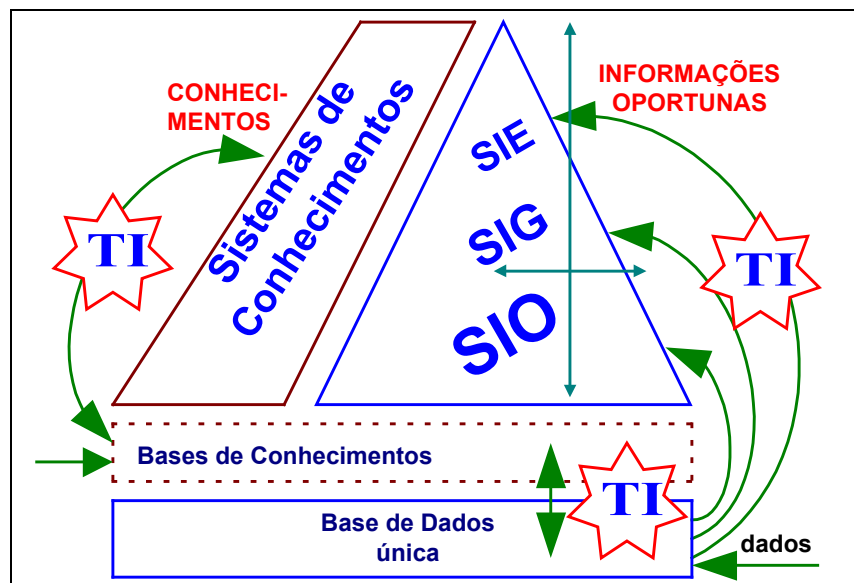 CONHECI-
MENTOS
Sistemas de
Conhecimentos
INFORMAÇÕES
OPORTUNAS
SIE
SIG
SIO
TI
TI
Bases de Conhecimentos
TI
Base de Dados
única
dados